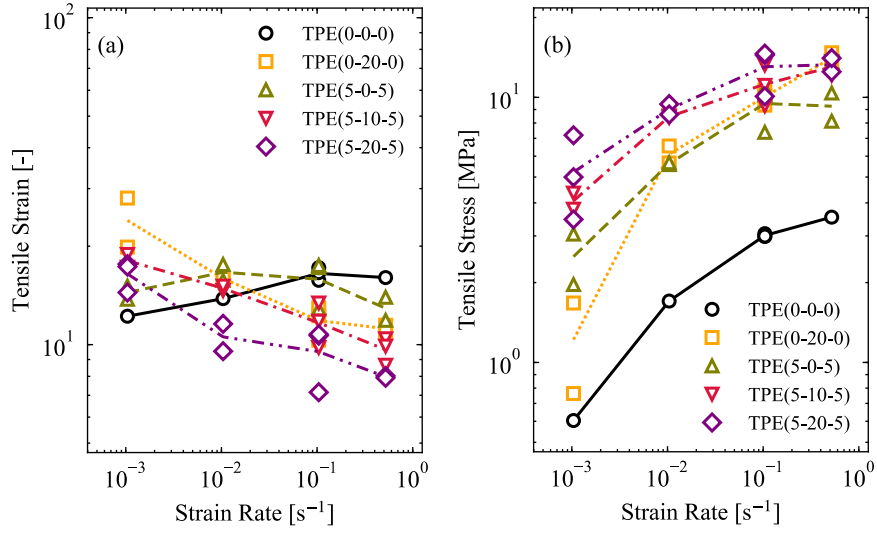 (a)
TPE(0-0-0)
TPE(0-20-0)
TPE(5-0-5)
TPE(5-10-5)
TPE(5-20-5)
10²
10¹
Tensile Strain [-]
10⁻³ 10⁻² 10⁻¹ 10⁰
Strain Rate [s⁻¹]
(b)
10¹
10⁰
Tensile Stress [MPa]
TPE(0-0-0)
TPE(0-20-0)
TPE(5-0-5)
TPE(5-10-5)
TPE(5-20-5)
10⁻³ 10⁻² 10⁻¹ 10⁰
Strain Rate [s⁻¹]